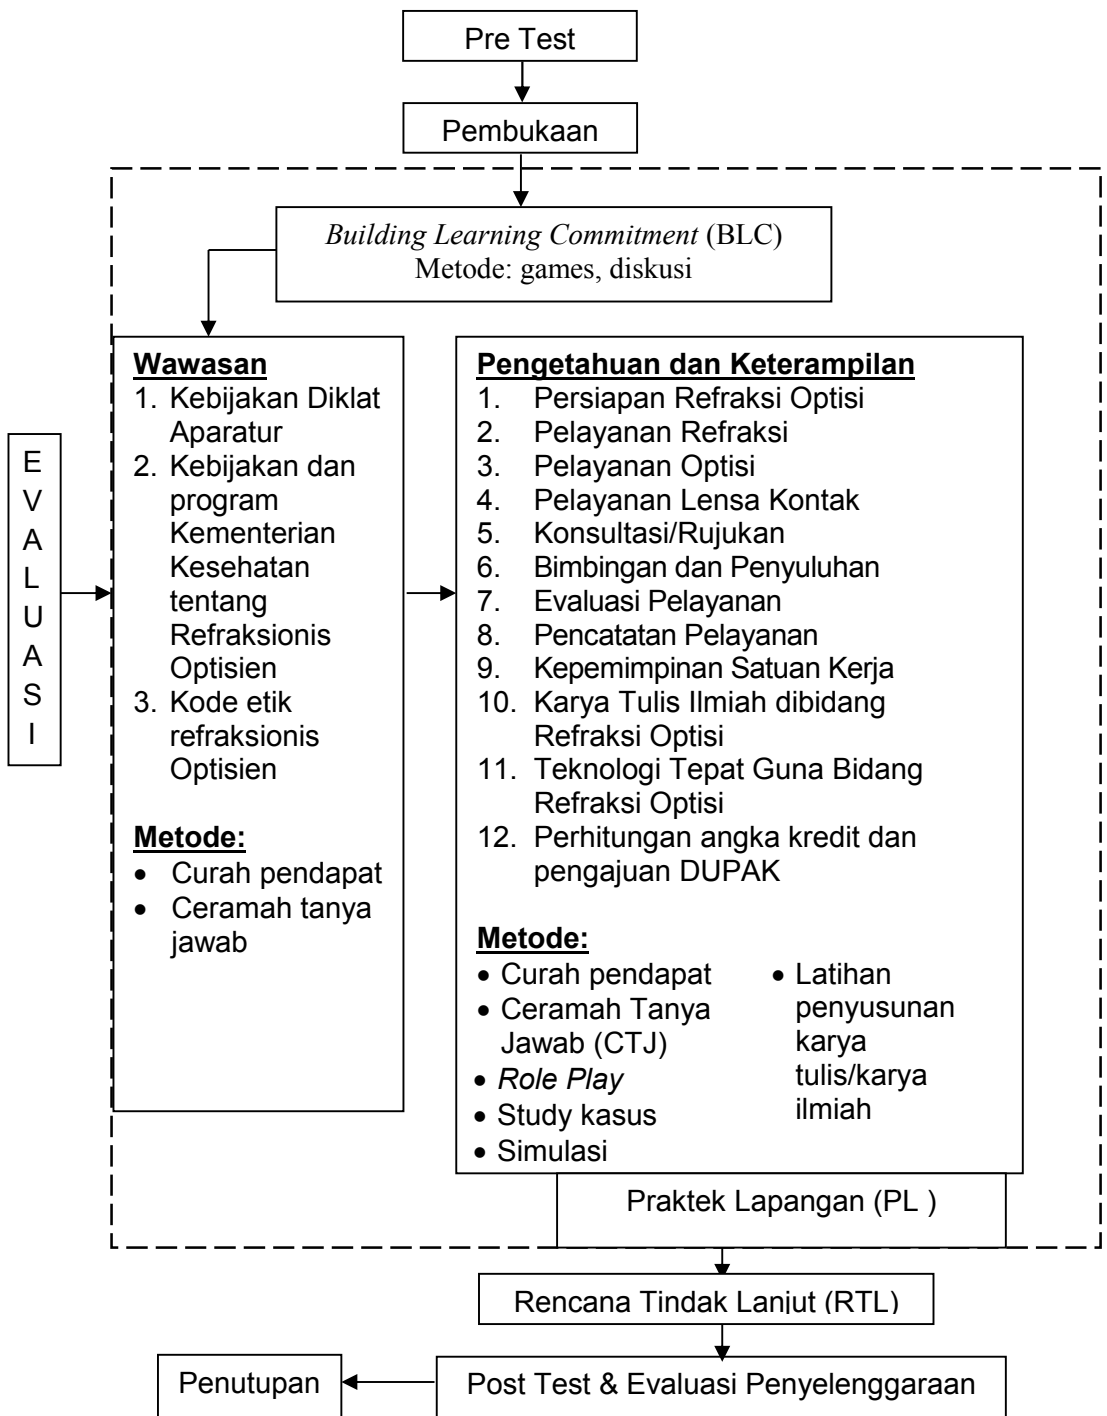 Pre Test
Pembukaan
Building Learning Commitment (BLC)
Metode: games, diskusi
E
V
A
L
U
A
S
I
Wawasan
1. Kebijakan Diklat
Aparatur
2. Kebijakan dan
program
Kementerian
Kesehatan
tentang
Refraksionis
Optisien
3. Kode etik
refraksionis
Optisien
Metode:
• Curah pendapat
• Ceramah tanya
jawab
Pengetahuan dan Keterampilan
1. Persiapan Refraksi Optisi
2. Pelayanan Refraksi
3. Pelayanan Optisi
4. Pelayanan Lensa Kontak
5. Konsultasi/Rujukan
6. Bimbingan dan Penyuluhan
7. Evaluasi Pelayanan
8. Pencatatan Pelayanan
9. Kepemimpinan Satuan Kerja
10. Karya Tulis Ilmiah dibidang
Refraksi Optisi
11. Teknologi Tepat Guna Bidang
Refraksi Optisi
12. Perhitungan angka kredit dan
pengajuan DUPAK
Metode:
• Curah pendapat
• Ceramah Tanya
Jawab (CTJ)
• Role Play
• Study kasus
• Simulasi
• Latihan
penyusunan
karya
tulis/karya
ilmiah
Praktek Lapangan (PL )
Rencana Tindak Lanjut (RTL)
Post Test & Evaluasi Penyelenggaraan
Penutupan